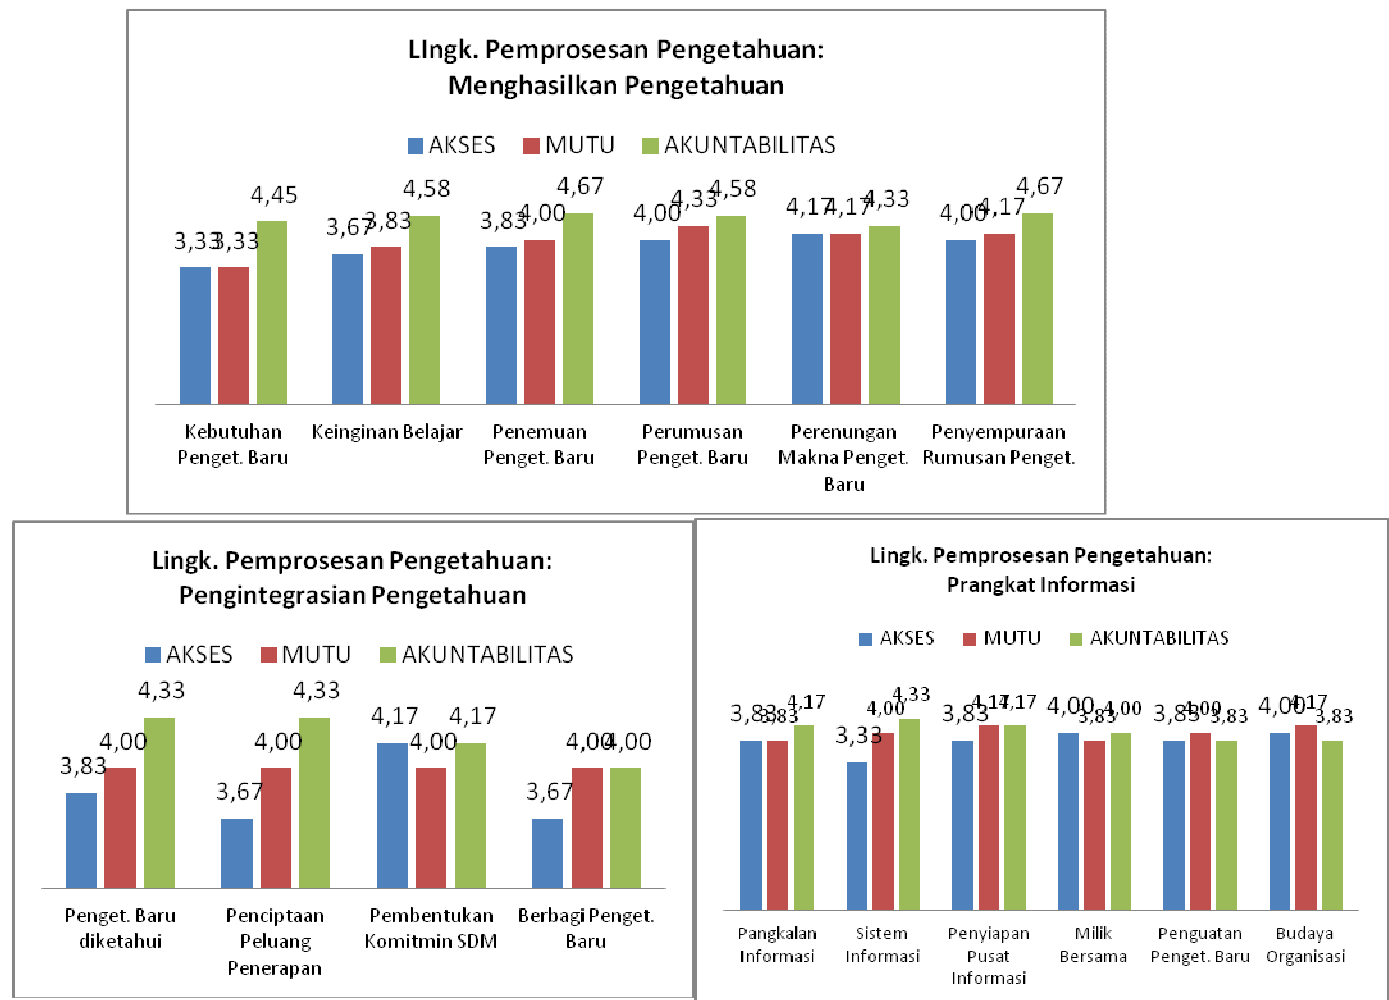 LIngk. Pemprosesan Pengetahuan:
Menghasilkan Pengetahuan
AKSES MUTU AKUNTABILITAS
3,33 3,33 4,45 3,67 3,83 4,58 3,83 4,00 4,67 4,00 4,33 4,58 4,17 4,17 4,33 4,00 4,17 4,67
Kebutuhan Keinginan Belajar Penemuan Perumusan Perenungan Penyempuraan
Penget. Baru Penget. Baru Penget. Baru Makna Penget. Rumusan Penget.
Baru
Lingk. Pemprosesan Pengetahuan:
Pengintegrasian Pengetahuan
AKSES MUTU AKUNTABILITAS
3,83 4,00 4,33 3,67 4,00 4,33 4,17 4,00 4,17 3,67 4,00 4,00
Penget. Baru Penciptaan Pembentukan Berbagi Penget.
diketahui Peluang Komitmin SDM Baru
Penerapan
Lingk. Pemprosesan Pengetahuan:
Prangkat Informasi
AKSES MUTU AKUNTABILITAS
3,83 3,83 4,17 3,33 4,00 4,33 3,83 4,17 4,17 4,00 3,83 4,00 3,83 4,00 3,83 4,00 4,17 3,83
Pangkalan Sistem Penyiapan Milik Penguatan Budaya
Informasi Informasi Pusat Bersama Penget. Baru Organisasi
Informasi